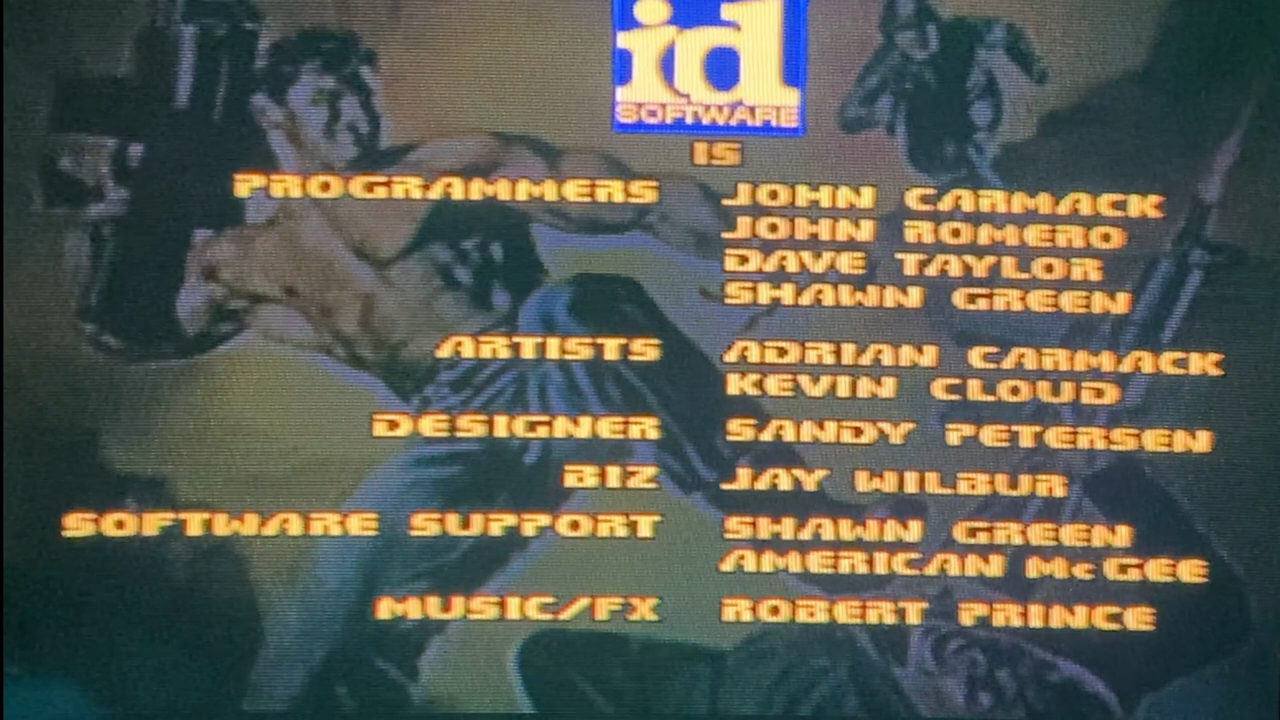 id
SOFTWARE
IS
PROGRAMMERS JOHN CARMACK
JOHN ROMERO
DAVE TAYLOR
SHAWN GREEN
ARTISTS ADRIAN CARMACK
KEVIN CLOUD
DESIGNER SANDY PETERSEN
BIZ JAY WILBUR
SOFTWARE SUPPORT SHAWN GREEN
AMERICAN McGEE
MUSIC/FX ROBERT PRINCE